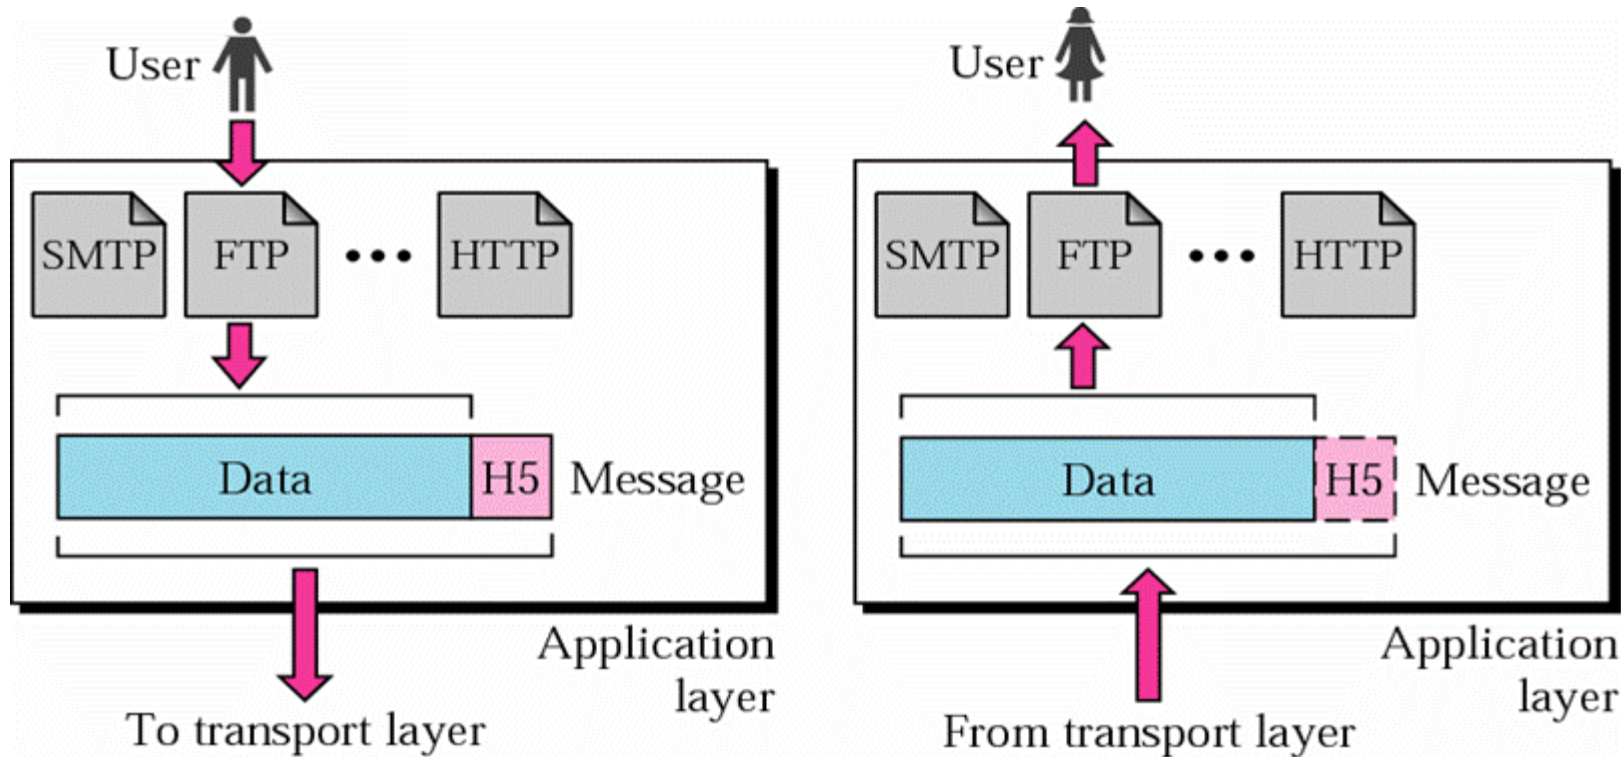 User
SMTP FTP ••• HTTP
Data H5 Message
Application
layer
To transport layer
User
SMTP FTP ••• HTTP
Data H5 Message
Application
layer
From transport layer